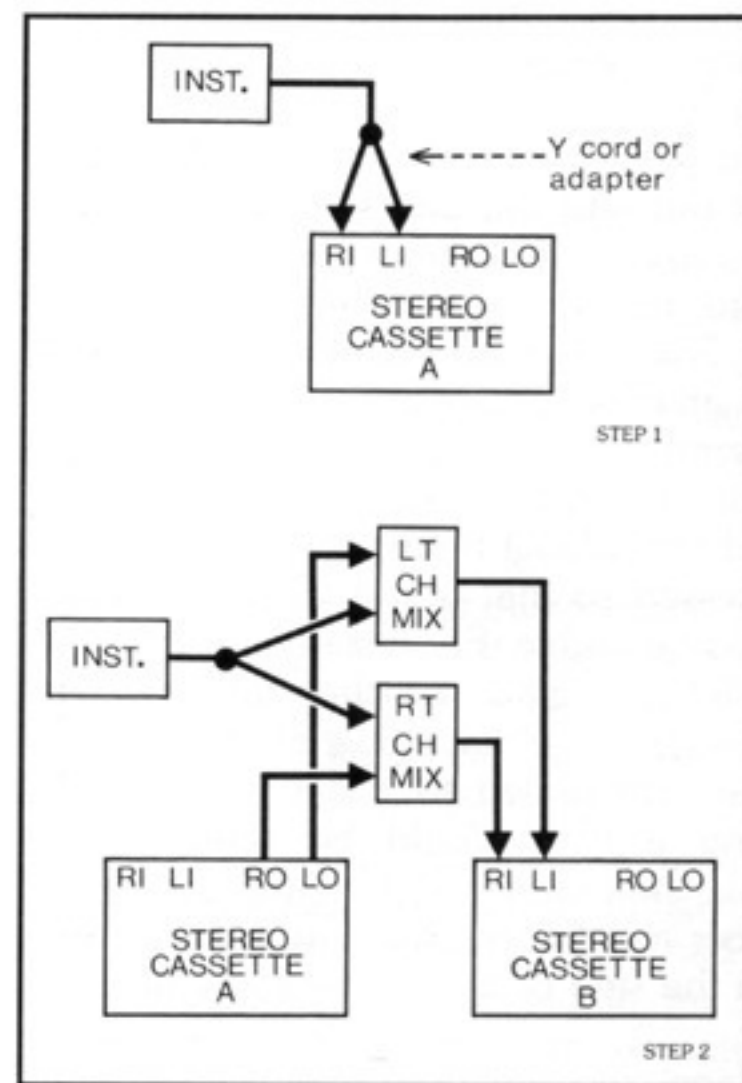 INST.
Y cord or
adapter
RI LI RO LO
STEREO
CASSETTE
A
STEP 1
LT
CH
MIX
INST.
RT
CH
MIX
RI LI RO LO
STEREO
CASSETTE
A
RI LI RO LO
STEREO
CASSETTE
B
STEP 2